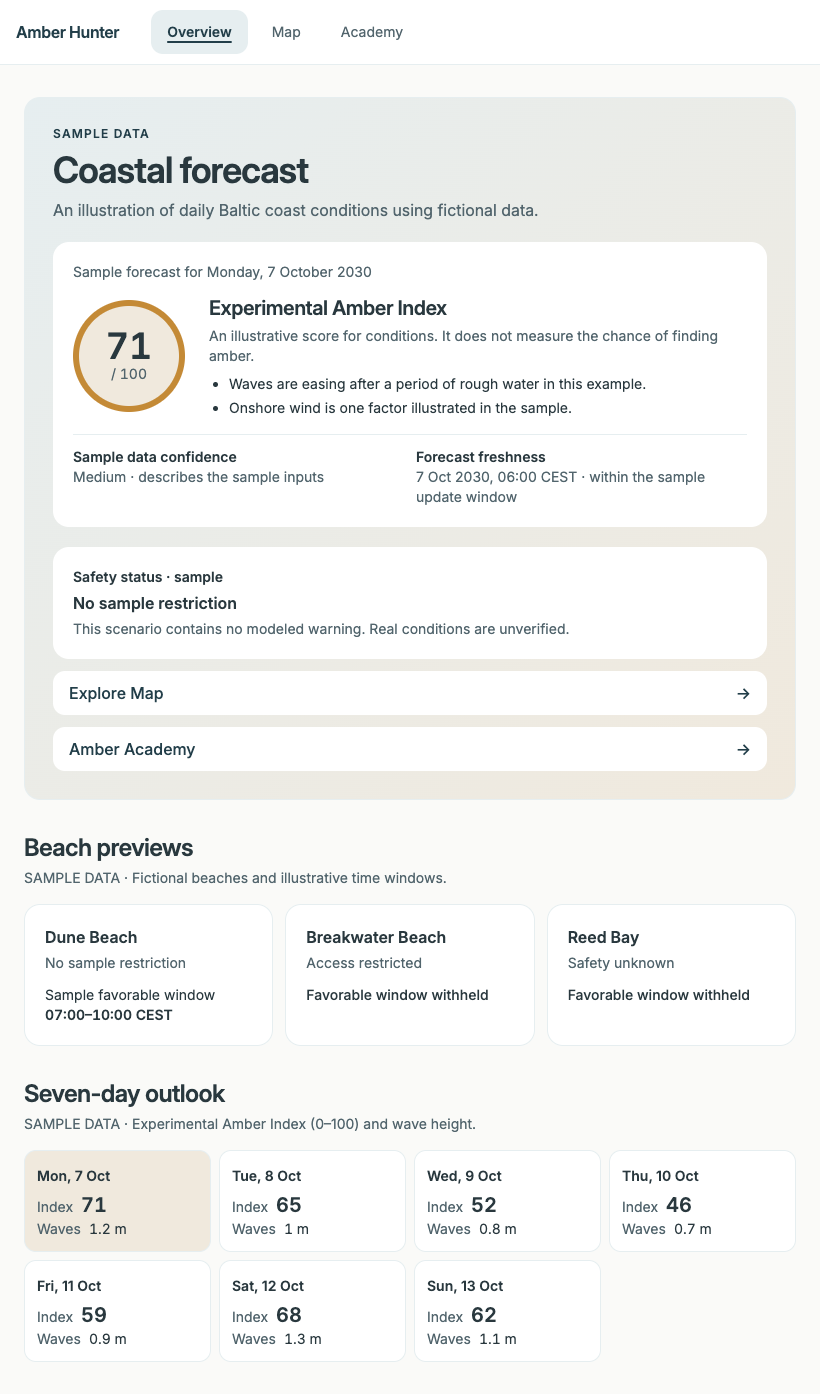 Amber Hunter
Overview
Map
Academy
SAMPLE DATA
Coastal forecast
An illustration of daily Baltic coast conditions using fictional data.
Sample forecast for Monday, 7 October 2030
71
/ 100
Experimental Amber Index
An illustrative score for conditions. It does not measure the chance of finding
amber.
• Waves are easing after a period of rough water in this example.
• Onshore wind is one factor illustrated in the sample.
Sample data confidence
Medium · describes the sample inputs
Forecast freshness
7 Oct 2030, 06:00 CEST · within the sample
update window
Safety status · sample
No sample restriction
This scenario contains no modeled warning. Real conditions are unverified.
Explore Map →
Amber Academy →
Beach previews
SAMPLE DATA · Fictional beaches and illustrative time windows.
Dune Beach
No sample restriction
Sample favorable window
07:00–10:00 CEST
Breakwater Beach
Access restricted
Favorable window withheld
Reed Bay
Safety unknown
Favorable window withheld
Seven-day outlook
SAMPLE DATA · Experimental Amber Index (0–100) and wave height.
Mon, 7 Oct
Index 71
Waves 1.2 m
Tue, 8 Oct
Index 65
Waves 1 m
Wed, 9 Oct
Index 52
Waves 0.8 m
Thu, 10 Oct
Index 46
Waves 0.7 m
Fri, 11 Oct
Index 59
Waves 0.9 m
Sat, 12 Oct
Index 68
Waves 1.3 m
Sun, 13 Oct
Index 62
Waves 1.1 m